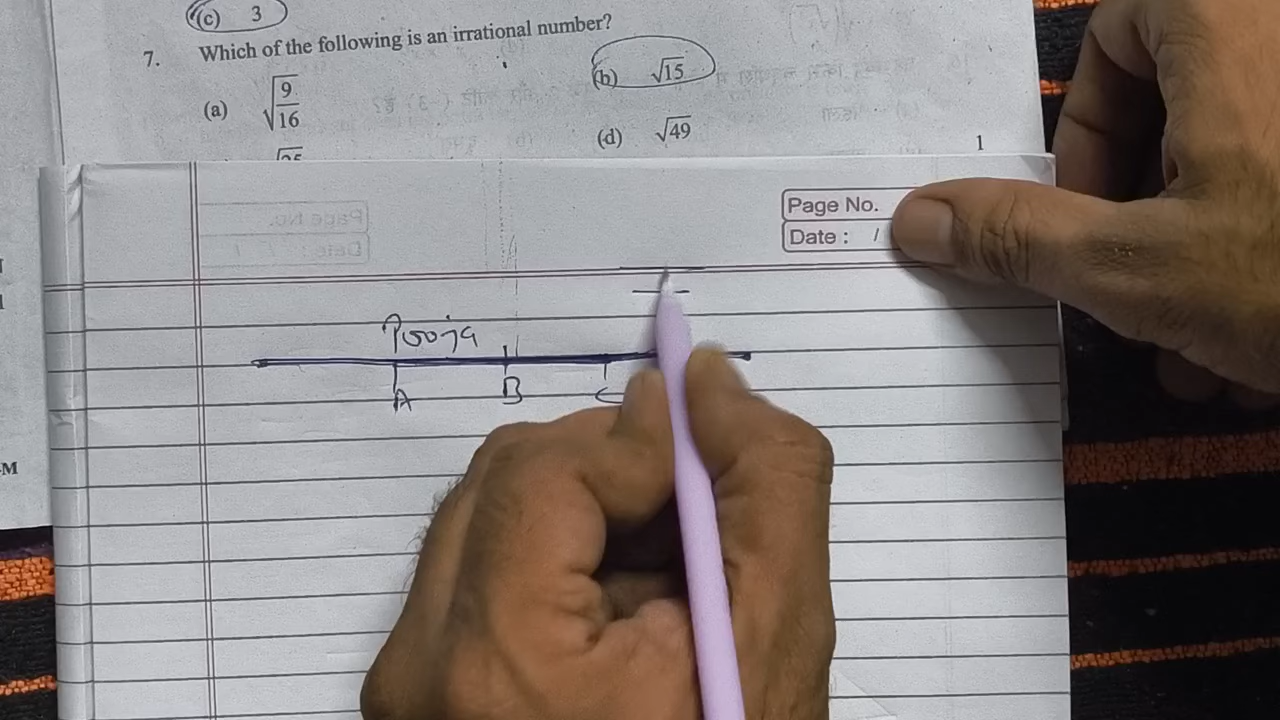 (c) 3
7. Which of the following is an irrational number?
(a) √9/16
(b) √15
(d) √49
1
Page No.
Date : /
Pooja
A B C
-M